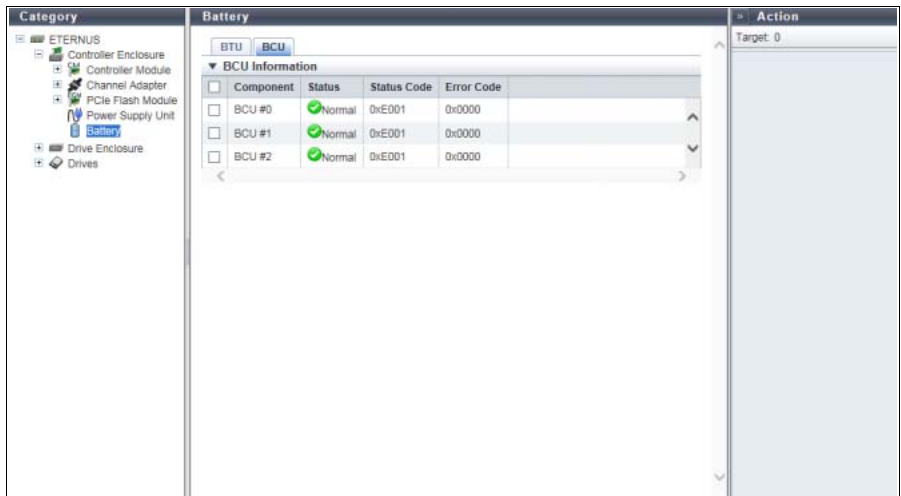 Category
ETERNUS
Controller Enclosure
Controller Module
Channel Adapter
PCIe Flash Module
Power Supply Unit
Battery
Drive Enclosure
Drives
Battery
BTU BCU
BCU Information
Component Status Status Code Error Code
BCU #0 Normal 0xE001 0x0000
BCU #1 Normal 0xE001 0x0000
BCU #2 Normal 0xE001 0x0000
» Action
Target: 0